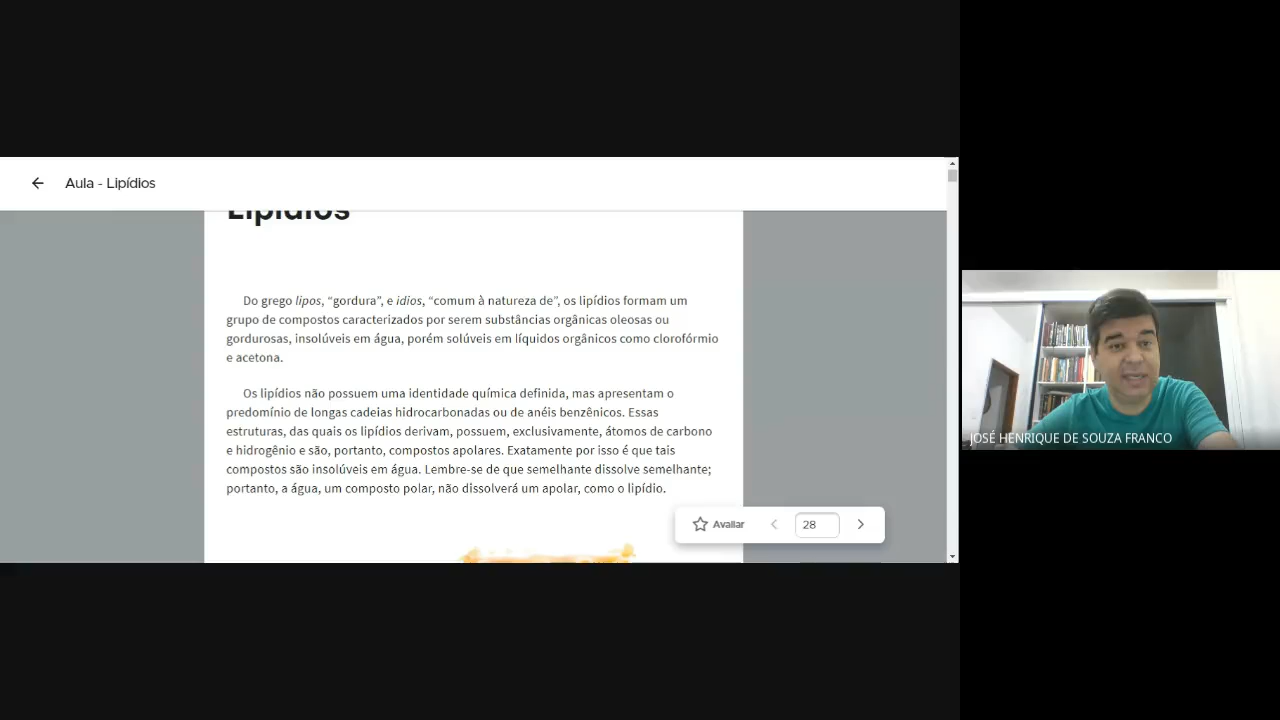 Aula - Lipídios
Lipídios
Do grego lipos, “gordura”, e idios, “comum à natureza de”, os lipídios formam um
grupo de compostos caracterizados por serem substâncias orgânicas oleosas ou
gordurosas, insolúveis em água, porém solúveis em líquidos orgânicos como clorofórmio
e acetona.
Os lipídios não possuem uma identidade química definida, mas apresentam o
predomínio de longas cadeias hidrocarbonadas ou de anéis benzênicos. Essas
estruturas, das quais os lipídios derivam, possuem, exclusivamente, átomos de carbono
e hidrogênio e são, portanto, compostos apolares. Exatamente por isso é que tais
compostos são insolúveis em água. Lembre-se de que semelhante dissolve semelhante;
portanto, a água, um composto polar, não dissolverá um apolar, como o lipídio.
Avaliar
28
JOSÉ HENRIQUE DE SOUZA FRANCO